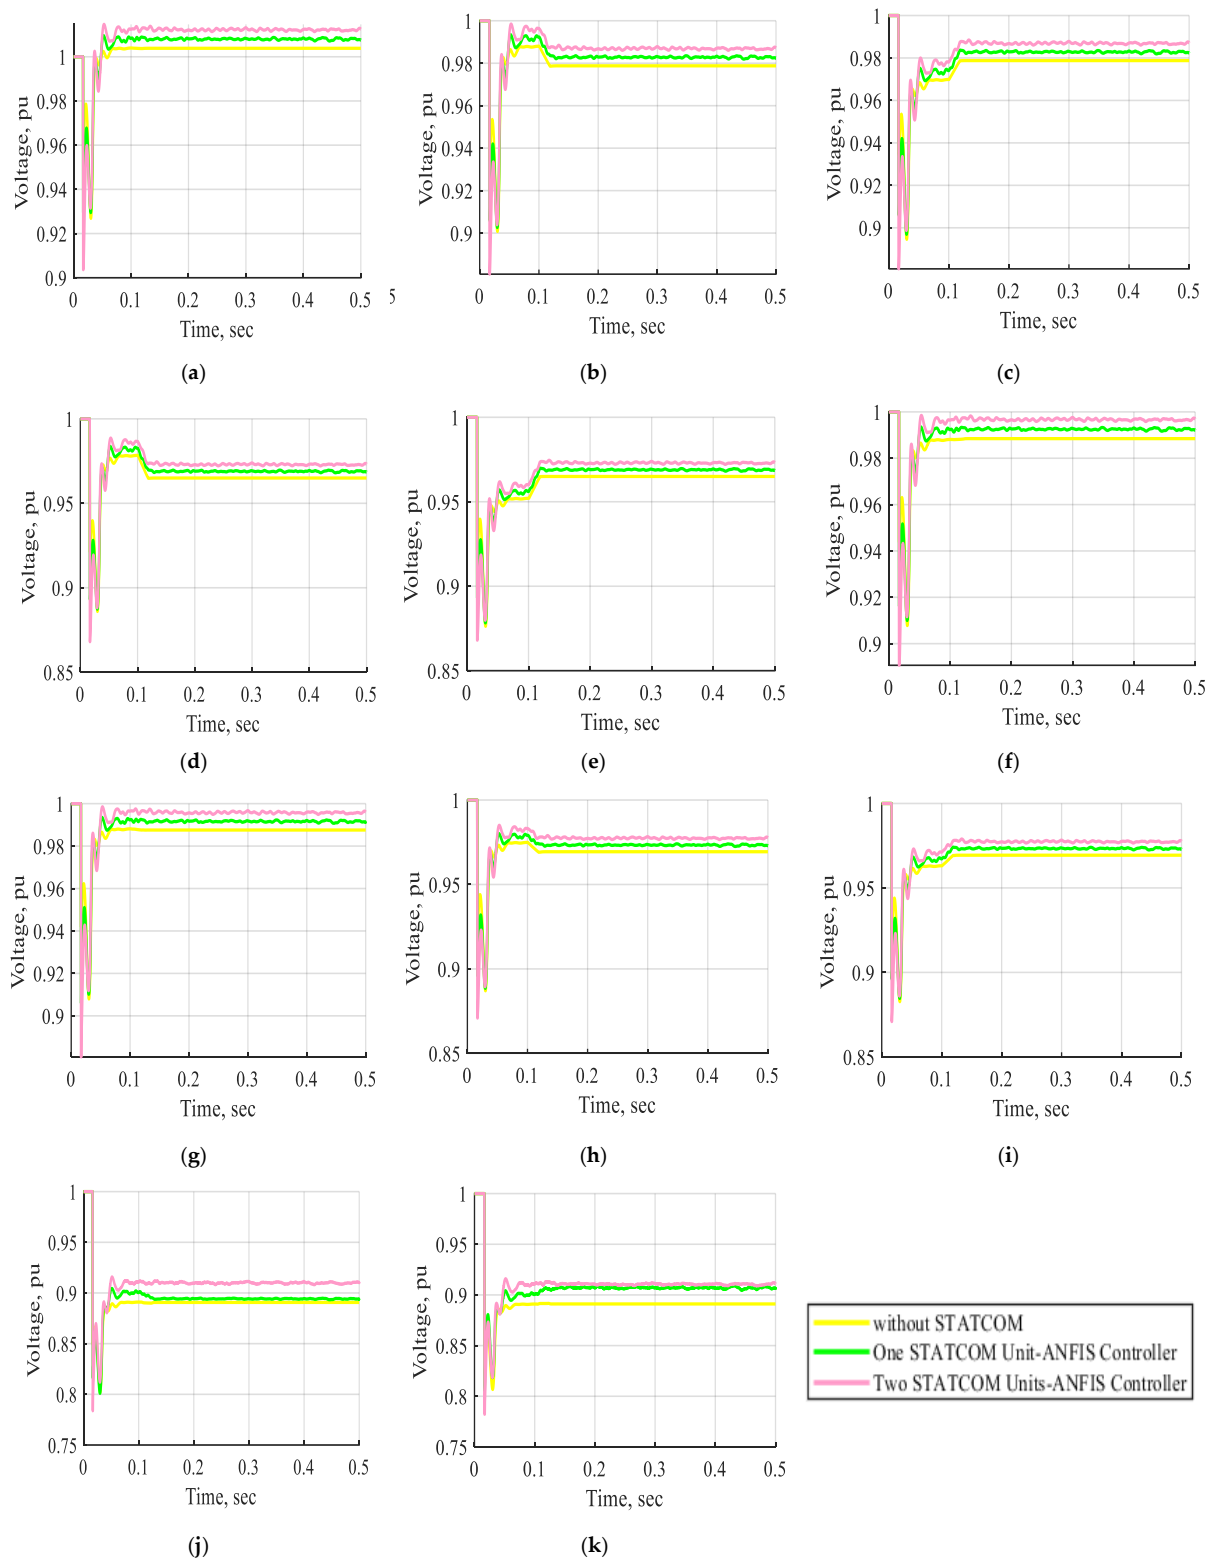 Voltage, pu
1
0.98
0.96
0.94
0.92
0.9
0 0.1 0.2 0.3 0.4 0.5 5
Time, sec
(a)
Voltage, pu
1
0.98
0.96
0.94
0.92
0.9
0 0.1 0.2 0.3 0.4 0.5
Time, sec
(b)
Voltage, pu
1
0.98
0.96
0.94
0.92
0.9
0 0.1 0.2 0.3 0.4 0.5
Time, sec
(c)
Voltage, pu
1
0.95
0.9
0.85
0 0.1 0.2 0.3 0.4 0.5
Time, sec
(d)
Voltage, pu
1
0.95
0.9
0.85
0 0.1 0.2 0.3 0.4 0.5
Time, sec
(e)
Voltage, pu
1
0.98
0.96
0.94
0.92
0.9
0 0.1 0.2 0.3 0.4 0.5
Time, sec
(f)
Voltage, pu
1
0.98
0.96
0.94
0.92
0.9
0 0.1 0.2 0.3 0.4 0.5
Time, sec
(g)
Voltage, pu
1
0.95
0.9
0.85
0 0.1 0.2 0.3 0.4 0.5
Time, sec
(h)
Voltage, pu
1
0.95
0.9
0.85
0 0.1 0.2 0.3 0.4 0.5
Time, sec
(i)
Voltage, pu
1
0.95
0.9
0.85
0.8
0.75
0 0.1 0.2 0.3 0.4 0.5
Time, sec
(j)
Voltage, pu
1
0.95
0.9
0.85
0.8
0.75
0 0.1 0.2 0.3 0.4 0.5
Time, sec
(k)
without STATCOM
One STATCOM Unit-ANFIS Controller
Two STATCOM Units-ANFIS Controller